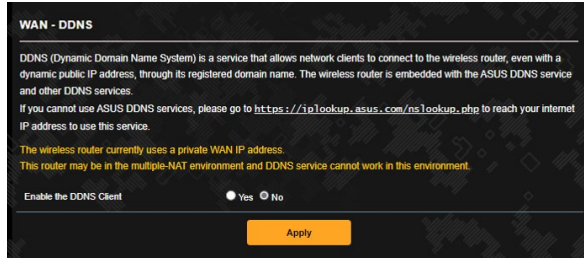 WAN - DDNS
DDNS (Dynamic Domain Name System) is a service that allows network clients to connect to the wireless router, even with a
dynamic public IP address, through its registered domain name. The wireless router is embedded with the ASUS DDNS service
and other DDNS services.
If you cannot use ASUS DDNS services, please go to https://iplookup.asus.com/nslookup.php to reach your internet
IP address to use this service.
The wireless router currently uses a private WAN IP address.
This router may be in the multiple-NAT environment and DDNS service cannot work in this environment.
Enable the DDNS Client Yes No
Apply